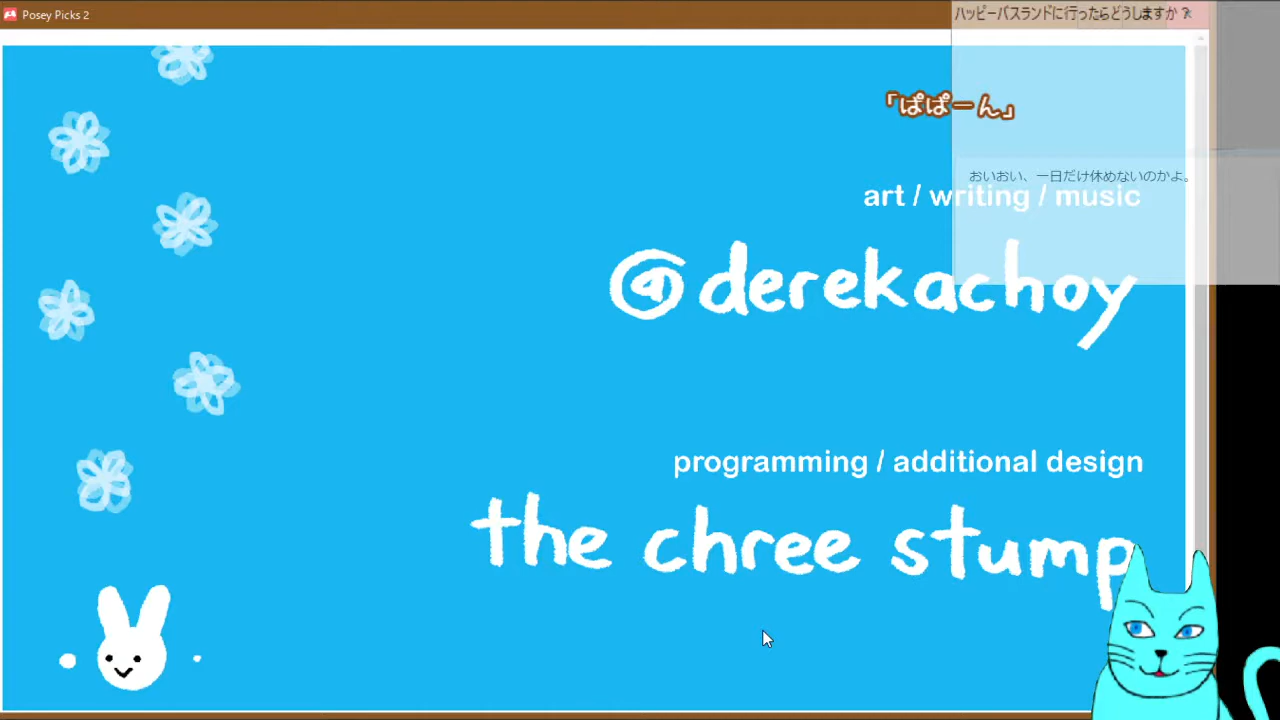 Posey Picks 2
ハッピーバスランドに行ったらどうしますか？
「ぱぱーん」
おいおい、一日だけ休めないのかよ。
art / writing / music
@derekachoy
programming / additional design
the chree stump